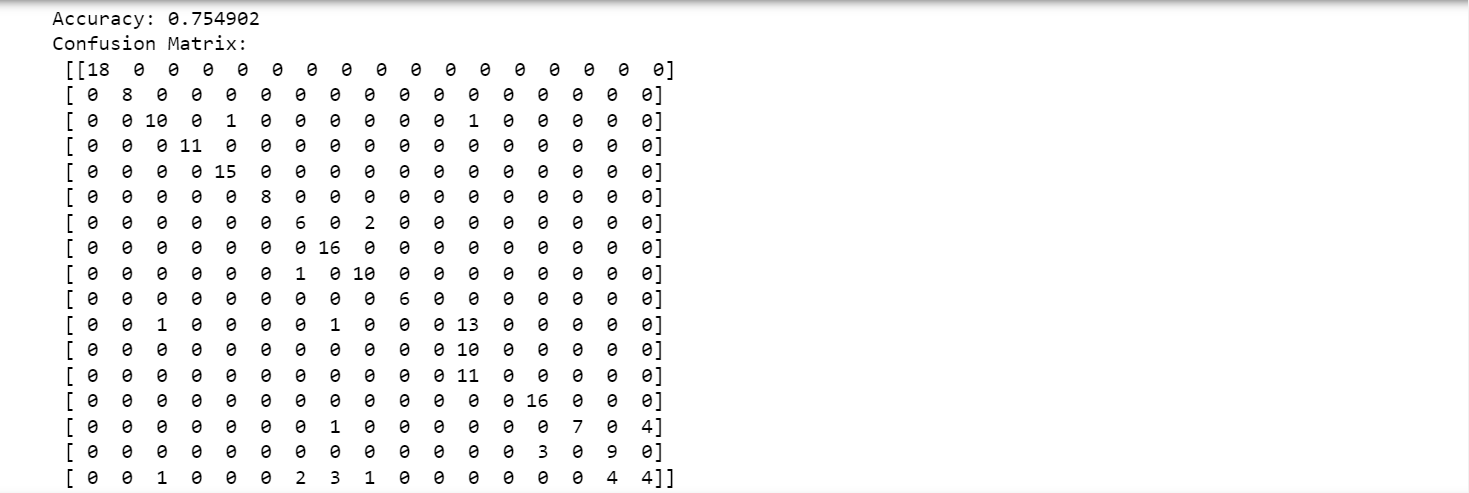 Accuracy: 0.754902
Confusion Matrix:
[[18 0 0 0 0 0 0 0 0 0 0 0 0 0 0 0 0]
[ 0 8 0 0 0 0 0 0 0 0 0 0 0 0 0 0 0]
[ 0 0 10 0 1 0 0 0 0 0 0 1 0 0 0 0 0]
[ 0 0 0 11 0 0 0 0 0 0 0 0 0 0 0 0 0]
[ 0 0 0 0 15 0 0 0 0 0 0 0 0 0 0 0 0]
[ 0 0 0 0 0 8 0 0 0 0 0 0 0 0 0 0 0]
[ 0 0 0 0 0 0 6 0 2 0 0 0 0 0 0 0 0]
[ 0 0 0 0 0 0 0 16 0 0 0 0 0 0 0 0 0]
[ 0 0 0 0 0 0 1 0 10 0 0 0 0 0 0 0 0]
[ 0 0 0 0 0 0 0 0 0 6 0 0 0 0 0 0 0]
[ 0 0 1 0 0 0 0 1 0 0 0 13 0 0 0 0 0]
[ 0 0 0 0 0 0 0 0 0 0 0 10 0 0 0 0 0]
[ 0 0 0 0 0 0 0 0 0 0 0 11 0 0 0 0 0]
[ 0 0 0 0 0 0 0 0 0 0 0 0 0 16 0 0 0]
[ 0 0 0 0 0 0 0 1 0 0 0 0 0 0 7 0 4]
[ 0 0 0 0 0 0 0 0 0 0 0 0 0 3 0 9 0]
[ 0 0 1 0 0 0 2 3 1 0 0 0 0 0 0 4 4]]